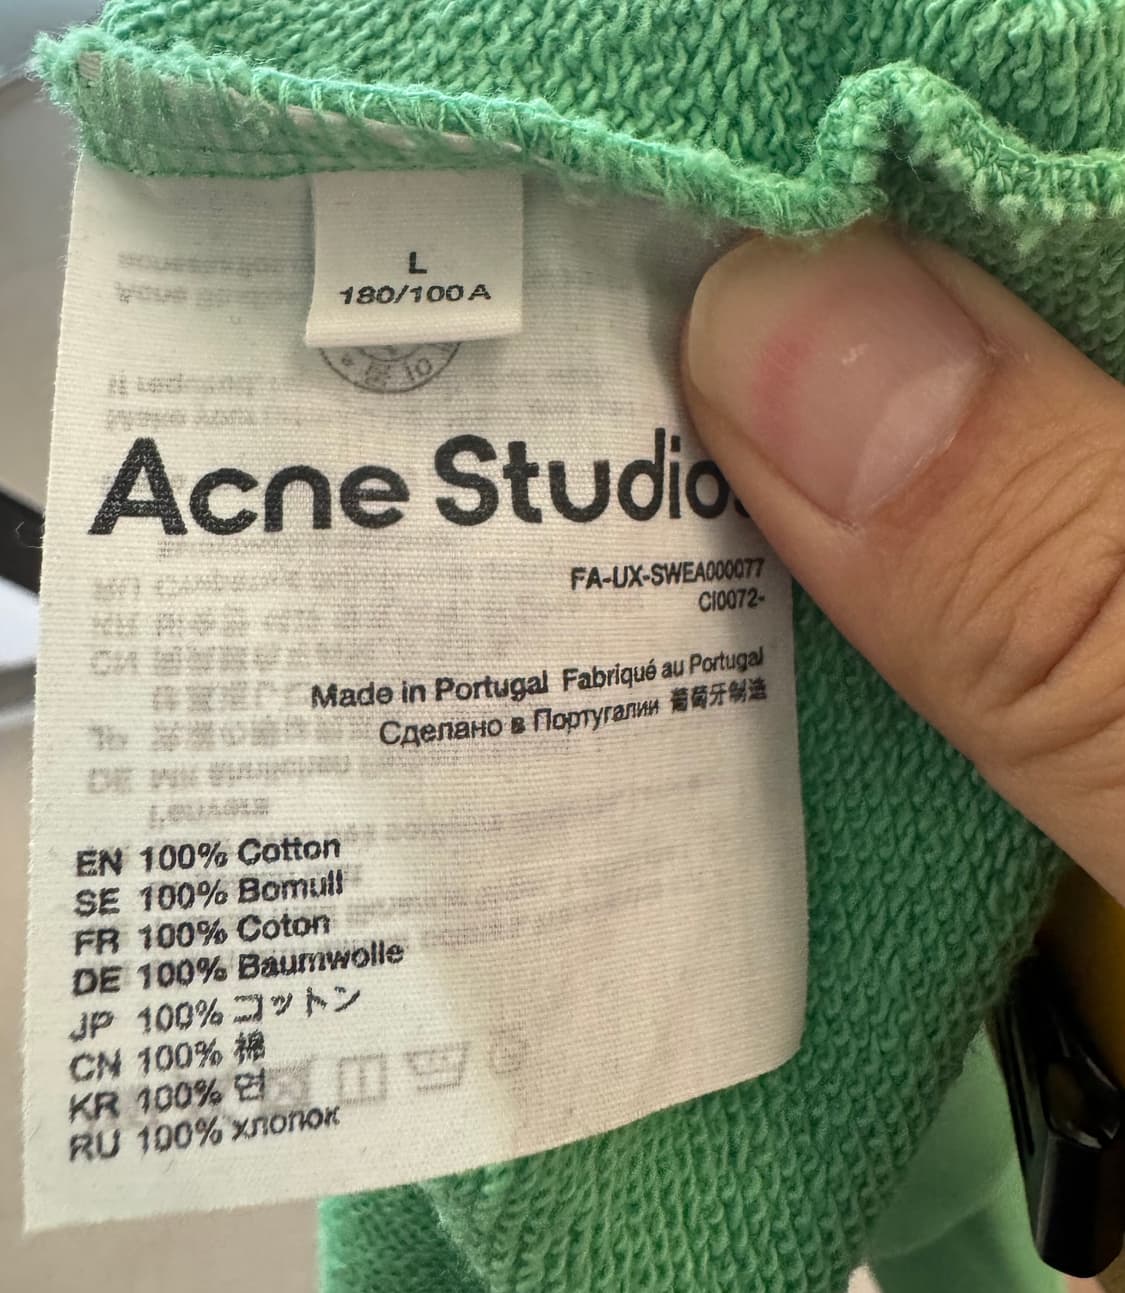 L
180/100A
Acne Studio
FA-UX-SWEA000077
CI0072-
Made in Portugal Fabriqué au Portugal
Сделано в Португалии 葡萄牙制造
EN 100% Cotton
SE 100% Bomull
FR 100% Coton
DE 100% Baumwolle
JP 100% コットン
CN 100% 棉
KR 100% 면
RU 100% хлопок